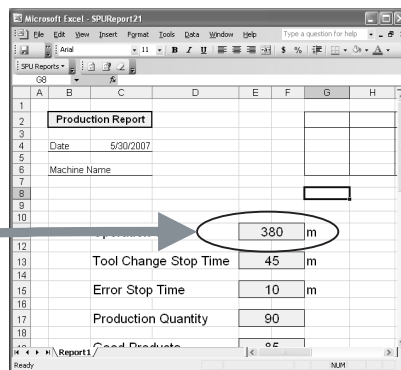 Microsoft Excel - SPUReport21
File Edit View Insert Format Tools Data Window Help Type a question for help
Arial 11 B I U $ %
SPU Reports
G8 fx
A B C D E F G H
1
2 Production Report
3
4 Date 5/30/2007
5
6 Machine Name
7
8
9
10
380 m
12
13 Tool Change Stop Time 45 m
14
15 Error Stop Time 10 m
16
17 Production Quantity 90
18
Good Products 85
Report1
Ready NUM